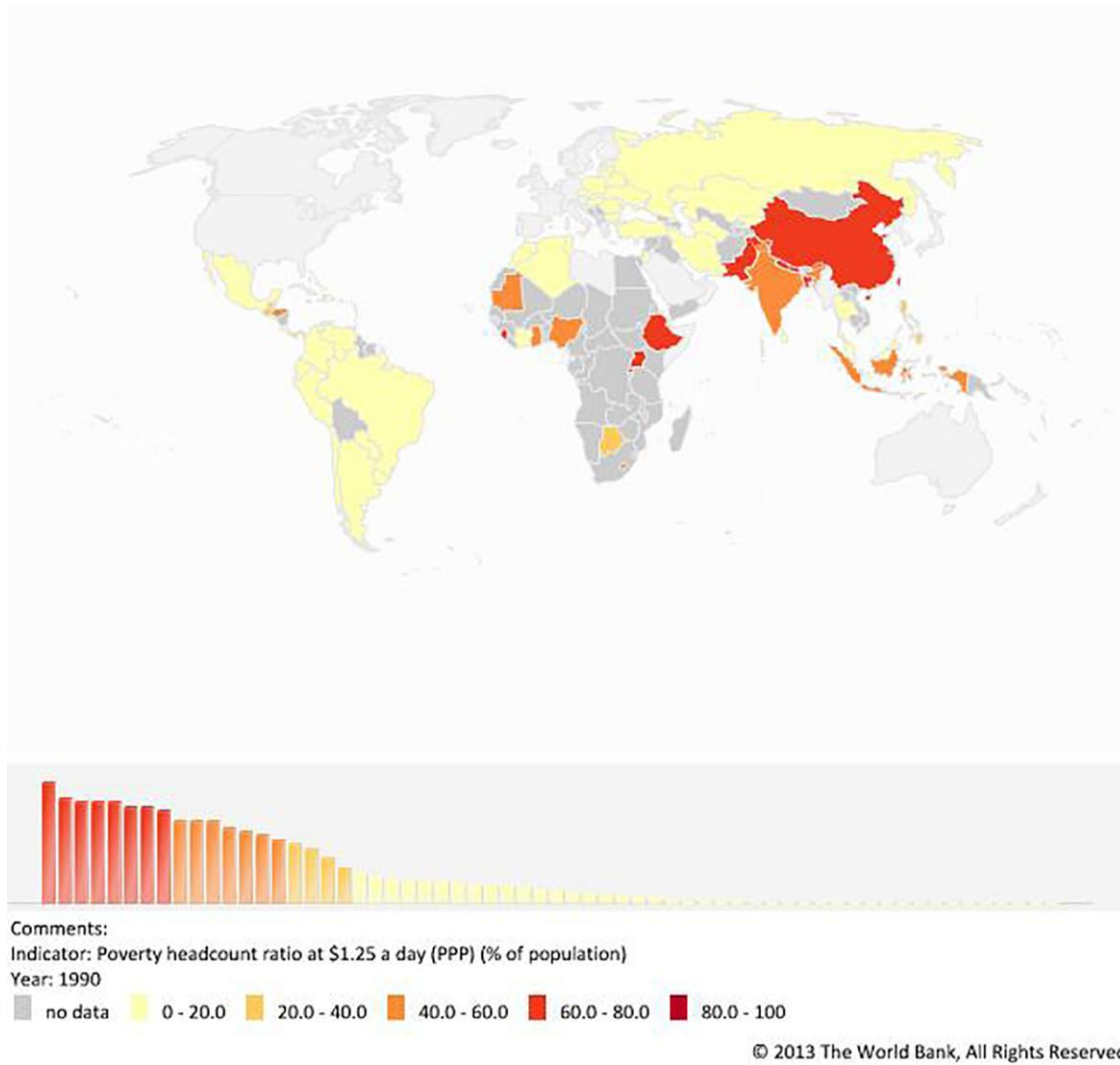 Comments:
Indicator: Poverty headcount ratio at $1.25 a day (PPP) (% of population)
Year: 1990
no data 0 - 20.0 20.0 - 40.0 40.0 - 60.0 60.0 - 80.0 80.0 - 100
© 2013 The World Bank, All Rights Reserved